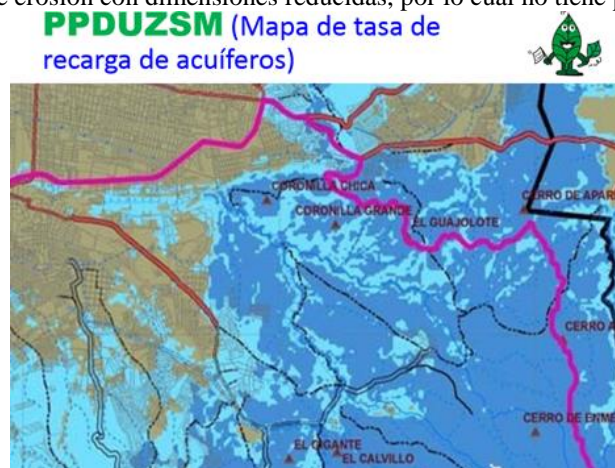 e erosión con dimensiones reducidas, por lo cual no tiene p
PPDUZSM (Mapa de tasa de
recarga de acuíferos)
CORONILLA CHICA
CERRO DE APAR
CORONILLA GRANDE
EL GUAJOLOTE
CERRO A
CERRO DE ENME
EL GIGANTE
EL CALVILLO